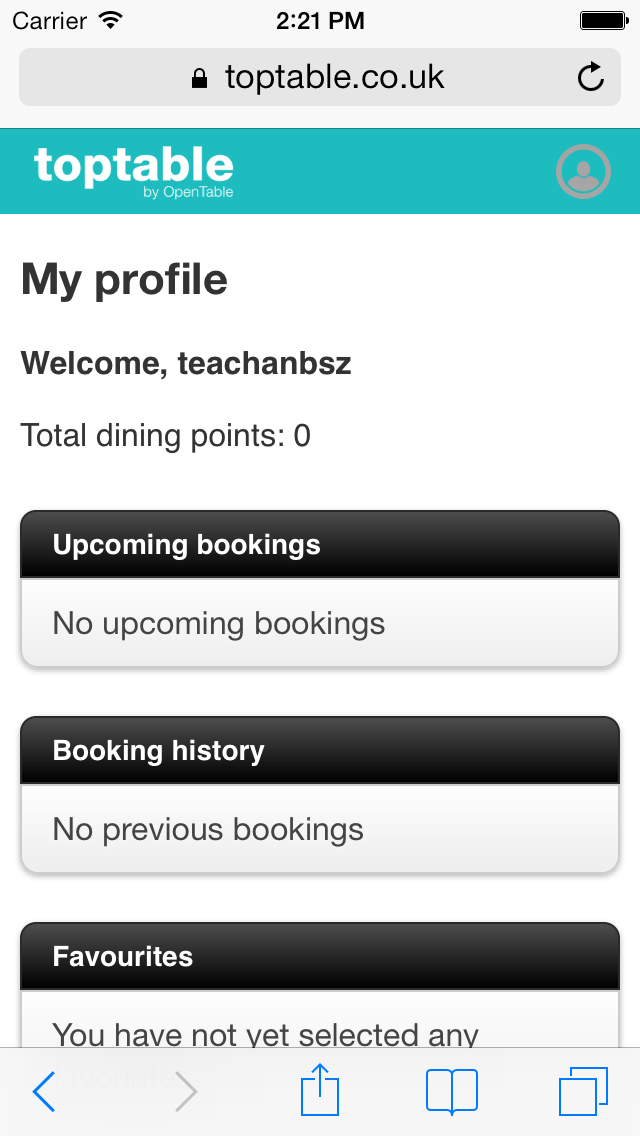 Carrier 2:21 PM
toptable.co.uk
toptable
by OpenTable
My profile
Welcome, teachanbsz
Total dining points: 0
Upcoming bookings
No upcoming bookings
Booking history
No previous bookings
Favourites
You have not yet selected any
favourite